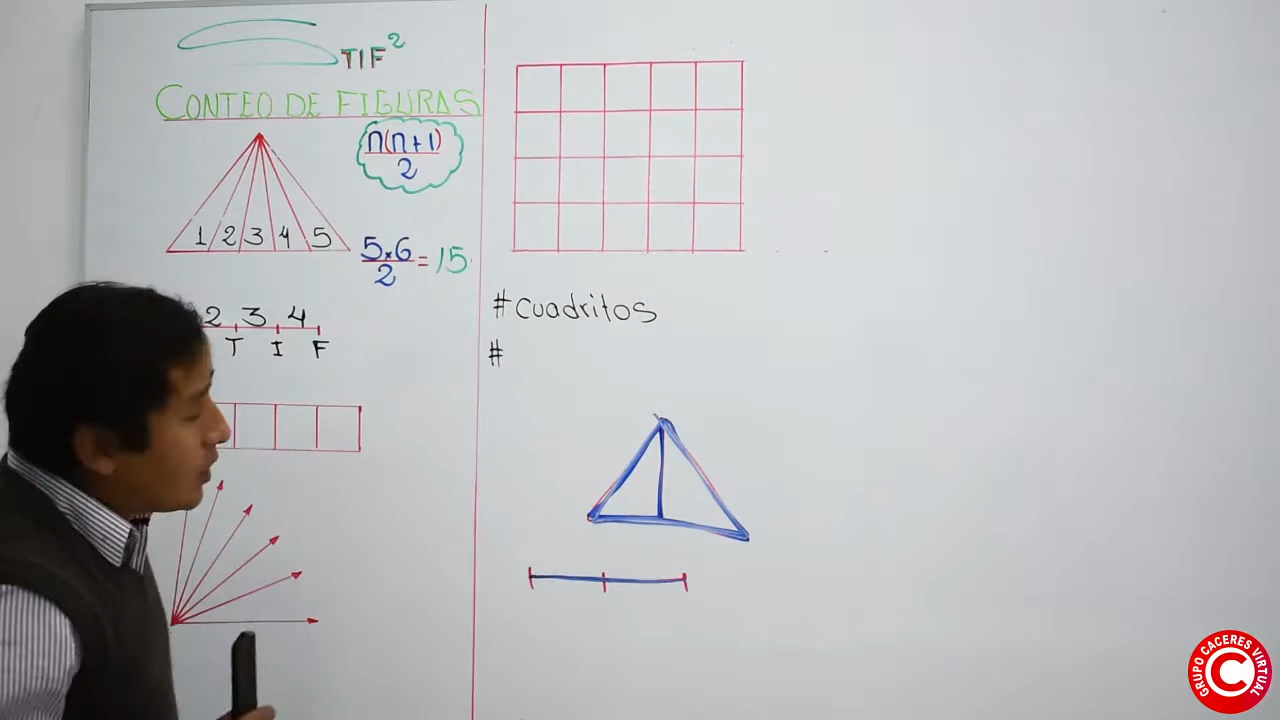 TIF²
CONTEO DE FIGURAS
n(n+1)
2
1 2 3 4 5
5×6
2
= 15
2 3 4
T I F
#cuadritos
#
GRUPO CACERES VIRTUAL
C